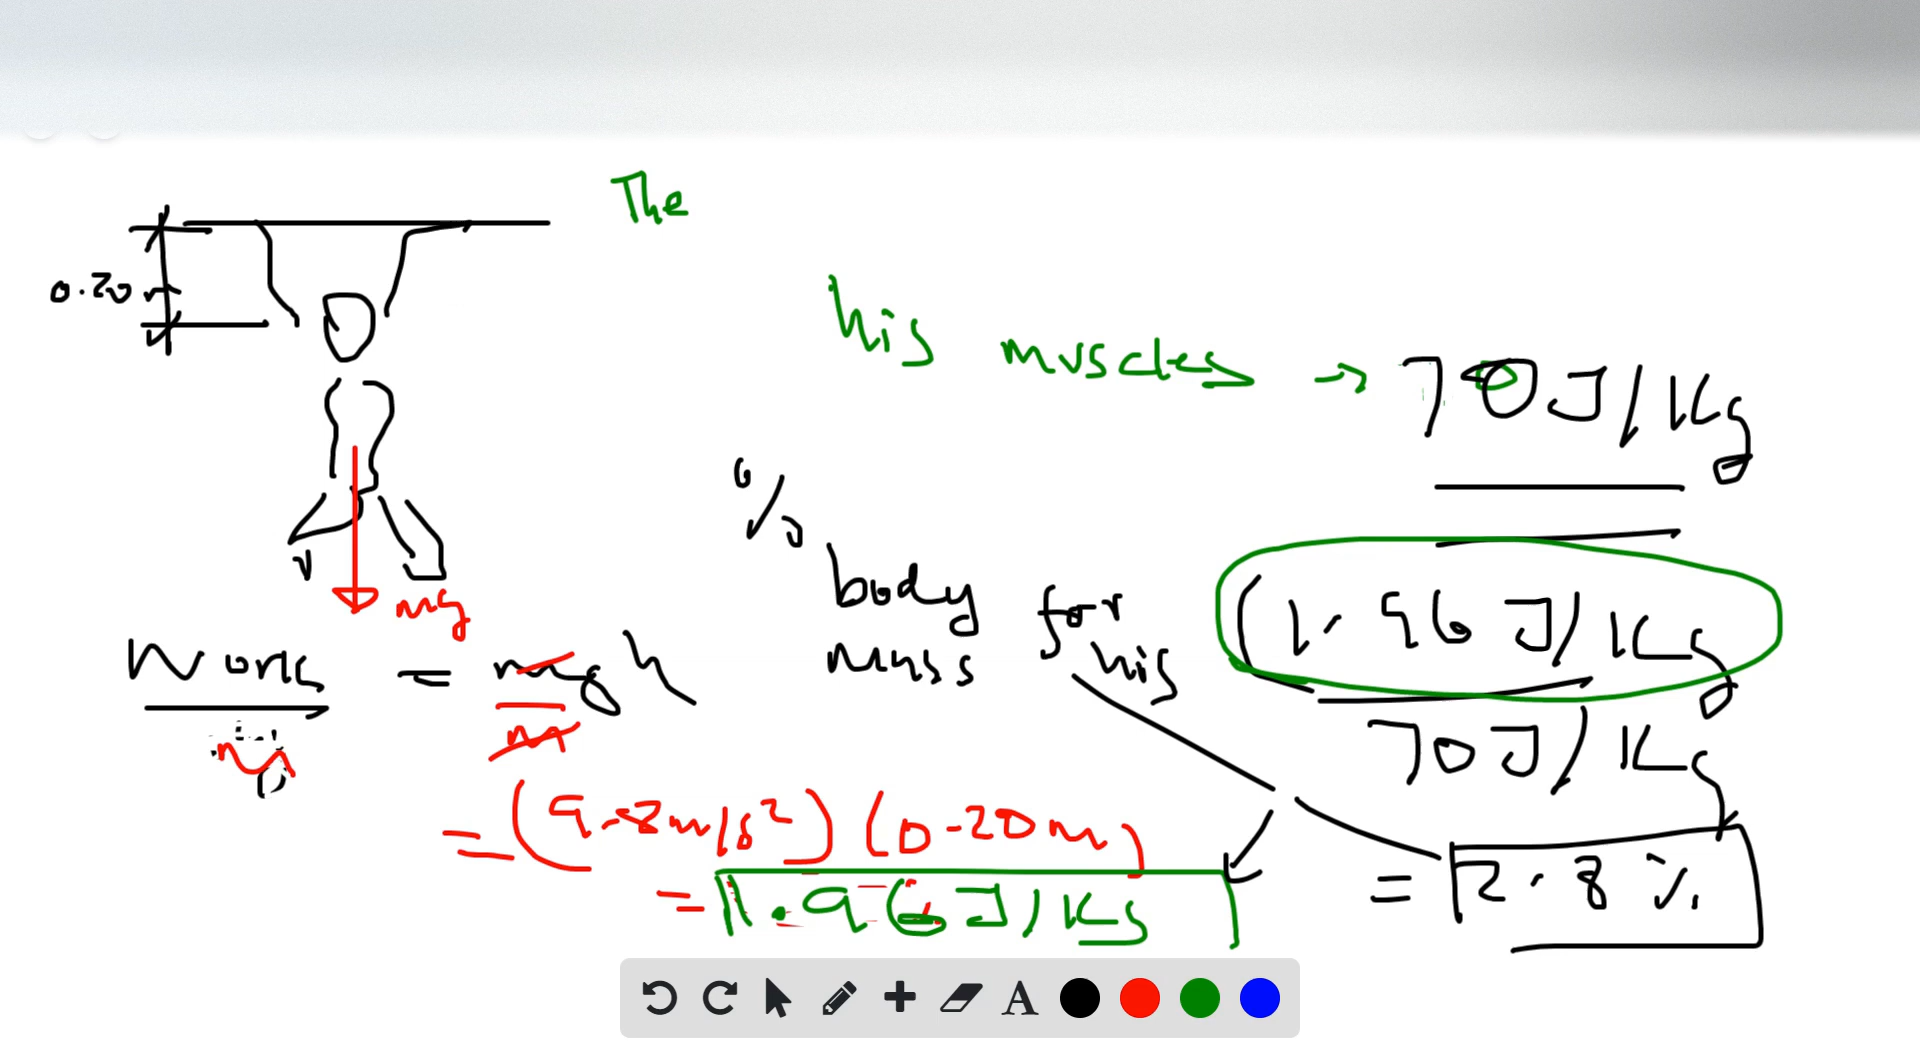 The
0.20 m
his muscles → 70 J/Kg
% body mass for his (1.96 J/Kg
70 J/Kg
= 2.8 %
mg
Work = mgh
m m
= (9.8 m/s²) (0.20 m)
= 1.96 J/Kg
A